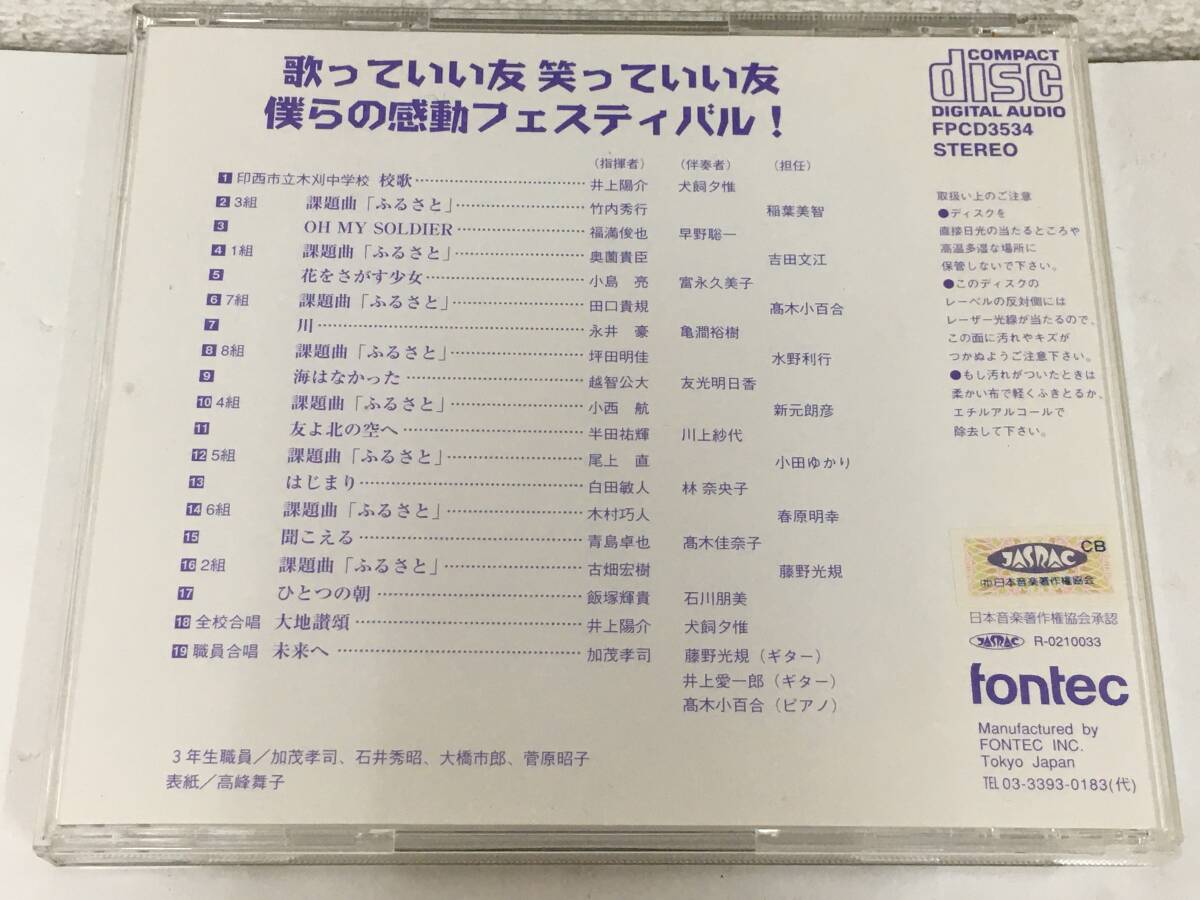 歌っていい友 笑っていい友
僕らの感動フェスティバル！
（指揮者） （伴奏者） （担任）
1 印西市立木刈中学校 校歌 井上陽介 犬飼夕惟
2 3組 課題曲「ふるさと」 竹内秀行 稲葉美智
3 OH MY SOLDIER 福満俊也 早野聡一
4 1組 課題曲「ふるさと」 奥薗貴臣 吉田文江
5 花をさがす少女 小島 亮 富永久美子
6 7組 課題曲「ふるさと」 田口貴規 髙木小百合
7 川 永井 豪 亀澗裕樹
8 8組 課題曲「ふるさと」 坪田明佳 水野利行
9 海はなかった 越智公大 友光明日香
10 4組 課題曲「ふるさと」 小西 航 新元朗彦
11 友よ北の空へ 半田祐輝 川上紗代
12 5組 課題曲「ふるさと」 尾上 直 小田ゆかり
13 はじまり 白田敏人 林 奈央子
14 6組 課題曲「ふるさと」 木村巧人 春原明幸
15 聞こえる 青島卓也 髙木佳奈子
16 2組 課題曲「ふるさと」 古畑宏樹 藤野光規
17 ひとつの朝 飯塚輝貴 石川朋美
18 全校合唱 大地讃頌 井上陽介 犬飼夕惟
19 職員合唱 未来へ 加茂孝司 藤野光規（ギター）
井上愛一郎（ギター）
髙木小百合（ピアノ）
３年生職員／加茂孝司、石井秀昭、大橋市郎、菅原昭子
表紙／高峰舞子
COMPACT
disc
DIGITAL AUDIO
FPCD3534
STEREO
取扱い上のご注意
●ディスクを
直接日光の当たるところや
高温多湿な場所に
保管しないで下さい。
●このディスクの
レーベルの反対側には
レーザー光線が当たるので、
この面に汚れやキズが
つかぬようご注意下さい。
●もし汚れがついたときは
柔かい布で軽くふきとるか、
エチルアルコールで
除去して下さい。
JASRAC CB
(社)日本音楽著作権協会
日本音楽著作権協会承認
JASRAC R-0210033
fontec
Manufactured by
FONTEC INC.
Tokyo Japan
TEL 03-3393-0183(代)